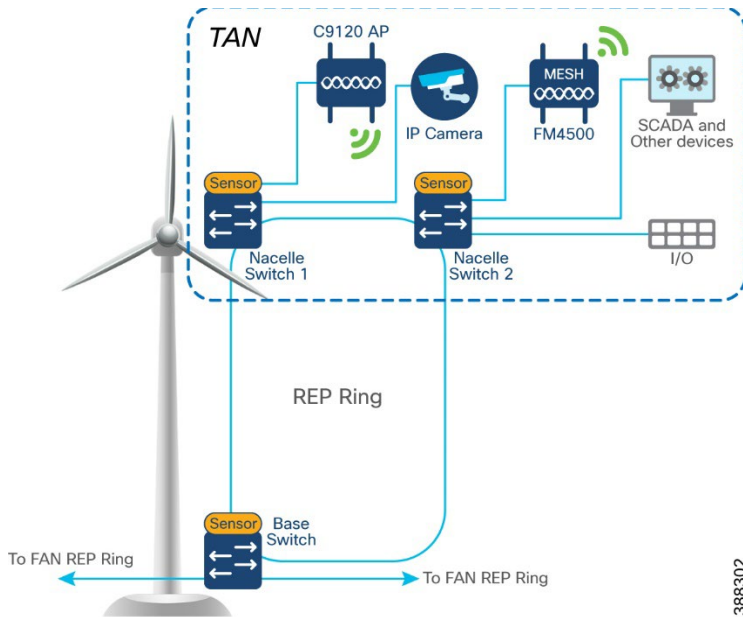 TAN
C9120 AP
IP Camera
MESH
FM4500
SCADA and
Other devices
Sensor
Sensor
Nacelle
Switch 1
Nacelle
Switch 2
I/O
REP Ring
Sensor
Base
Switch
To FAN REP Ring
To FAN REP Ring
388302